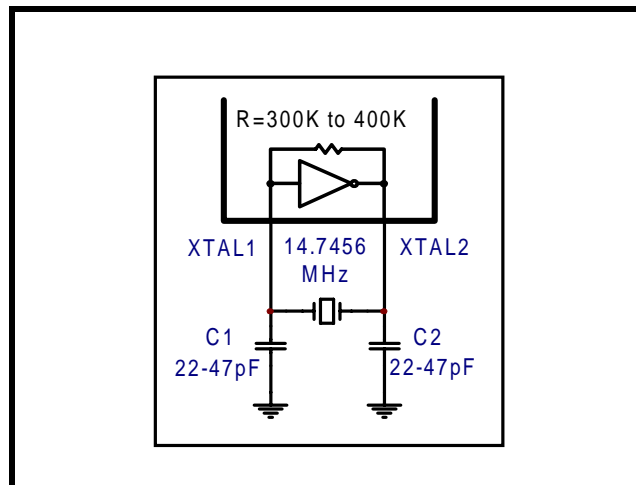 R=300K to 400K
XTAL1
14.7456
MHz
XTAL2
C1
22-47pF
C2
22-47pF